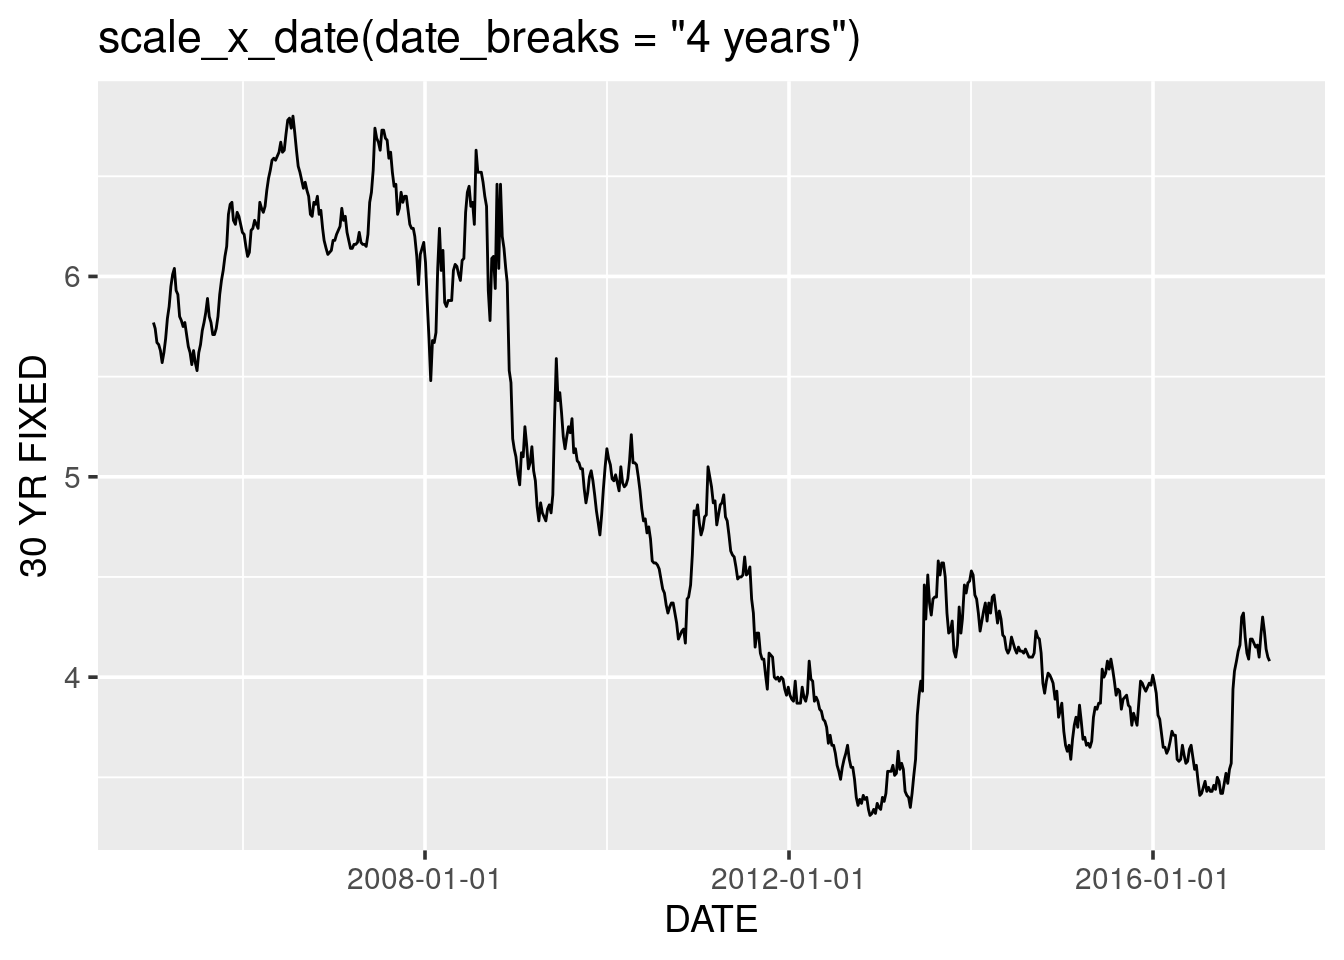 scale_x_date(date_breaks = "4 years")
30 YR FIXED
6
5
4
2008-01-01 2012-01-01 2016-01-01
DATE